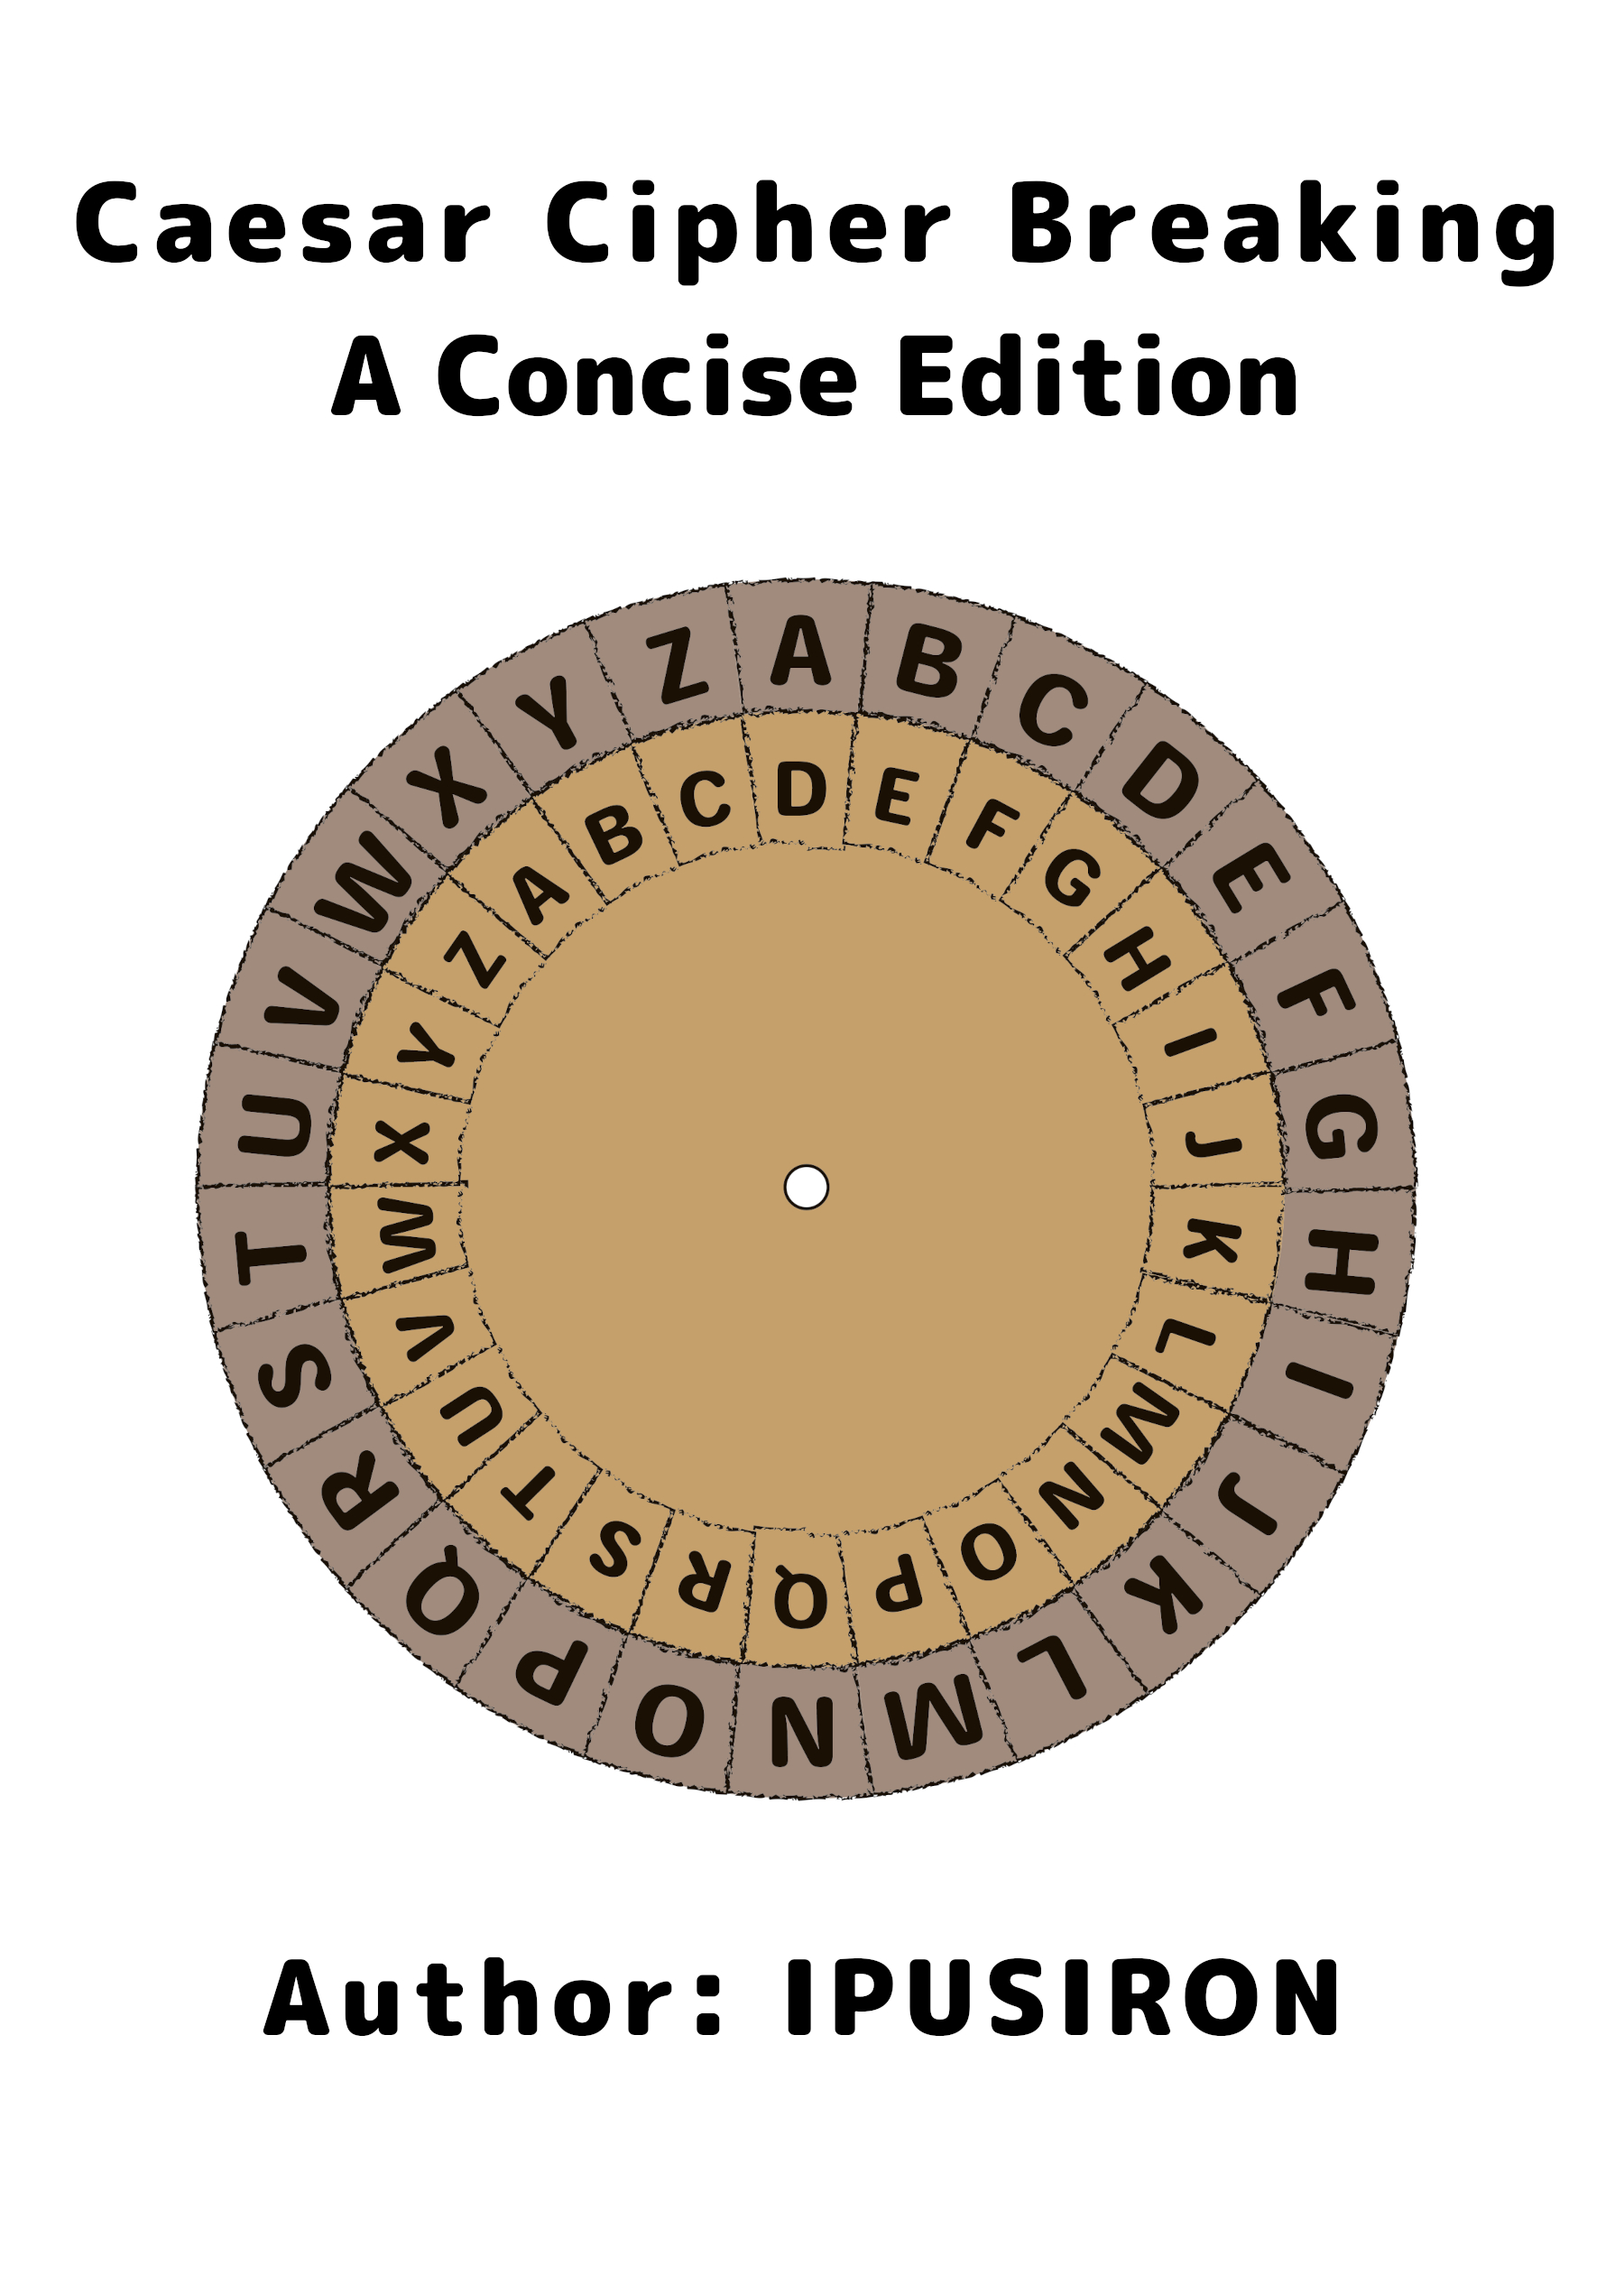 Caesar Cipher Breaking
A Concise Edition
A B C D E F G H I J K L M N O P Q R S T U V W X Y Z
D E F G H I J K L M N O P Q R S T U V W X Y Z A B C
Author: IPUSIRON